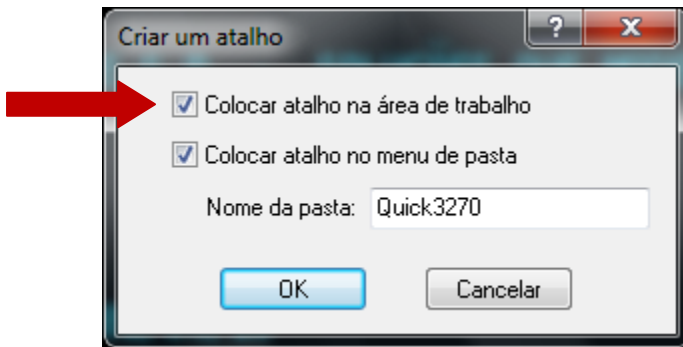 Criar um atalho
Colocar atalho na área de trabalho
Colocar atalho no menu de pasta
Nome da pasta: Quick3270
OK Cancelar